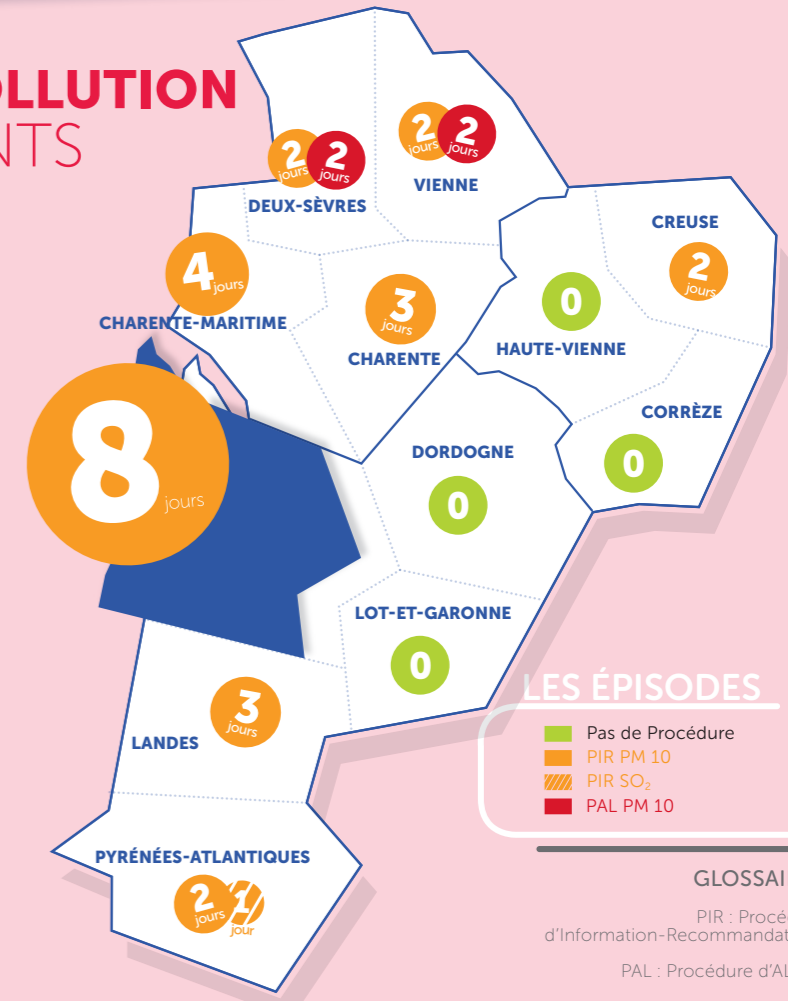 OLLUTION
NTS
2 jours 2 jours
DEUX-SÈVRES
2 jours 2 jours
VIENNE
4 jours
CHARENTE-MARITIME
3 jours
CHARENTE
0
HAUTE-VIENNE
CREUSE
2 jours
CORRÈZE
0
8 jours
DORDOGNE
0
LOT-ET-GARONNE
0
3 jours
LANDES
PYRÉNÉES-ATLANTIQUES
2 jours 1 jour
LES ÉPISODES
Pas de Procédure
PIR PM 10
PIR SO₂
PAL PM 10
GLOSSAI
PIR : Procé
d'Information-Recommandat
PAL : Procédure d'AL